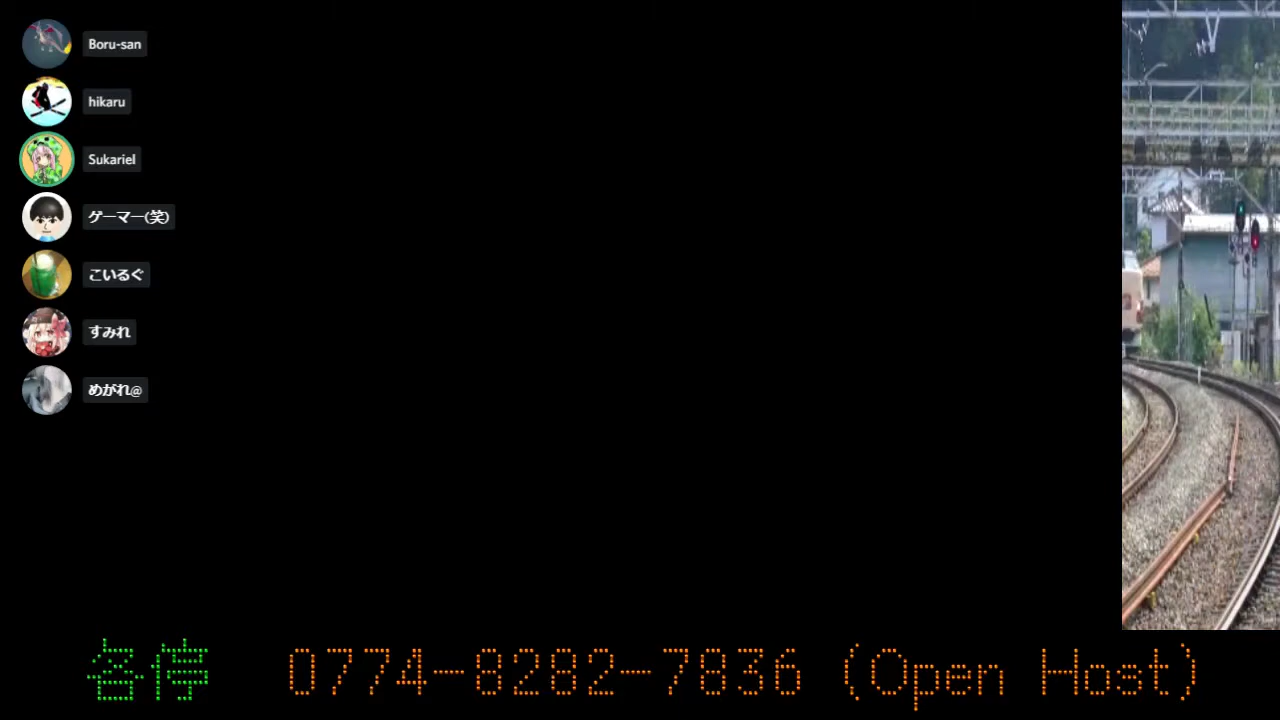 Boru-san
hikaru
Sukariel
ゲーマー(笑)
こいるぐ
すみれ
めがれ@
各停 0774-8282-7836 (Open Host)